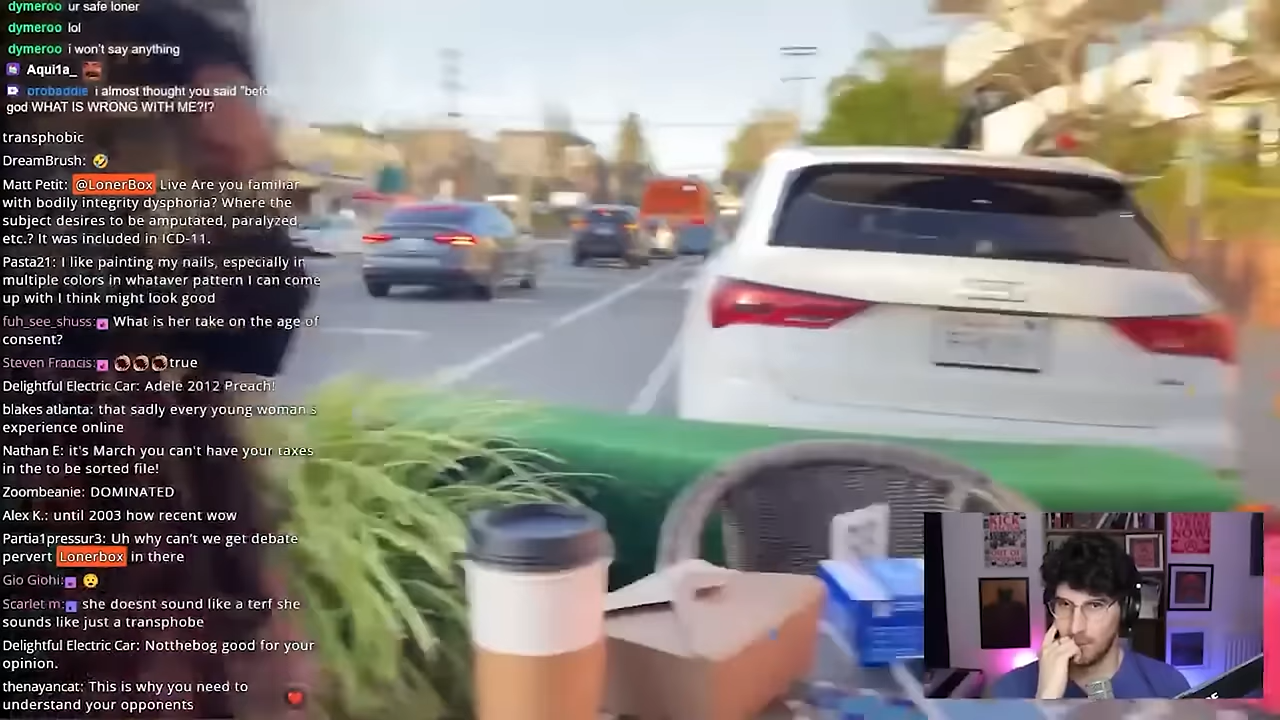 dymeroo ur safe loner
dymeroo lol
dymeroo i won't say anything
Aqui1a_
probaddie i almost thought you said
god WHAT IS WRONG WITH ME?!?
transphobic
DreamBrush:
Matt Petit: @LonerBox Live Are you familiar
with bodily integrity dysphoria? Where the
subject desires to be amputated, paralyzed,
etc.? It was included in ICD-11.
Pasta21: I like painting my nails, especially in
multiple colors in whatever pattern I can come
up with I think might look good
fuh_see_shuss: What is her take on the age of
consent?
Steven Francis: true
Delightful Electric Car: Adele 2012 Preach!
blakes atlanta: that sadly every young woman s
experience online
Nathan E: it's March you can't have your taxes
in the to be sorted file!
Zoombeanie: DOMINATED
Alex K.: until 2003 how recent wow
Partia1pressur3: Uh why can't we get debate
pervert Lonerbox in there
Gio Giohi:
Scarlet m: she doesnt sound like a terf she
sounds like just a transphobe
Delightful Electric Car: Notthebog good for your
opinion.
thenayancat: This is why you need to
understand your opponents
KICK
OUT OF
NOW!